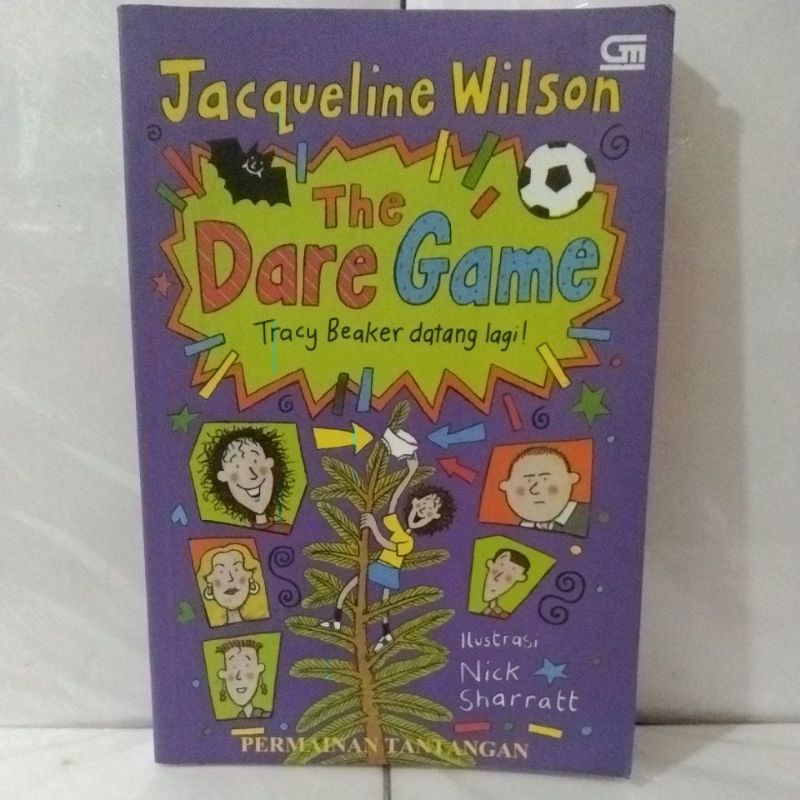 GM
Jacqueline Wilson
The
Dare Game
Tracy Beaker datang lagi!
Ilustrasi
Nick
Sharratt
PERMAINAN TANTANGAN